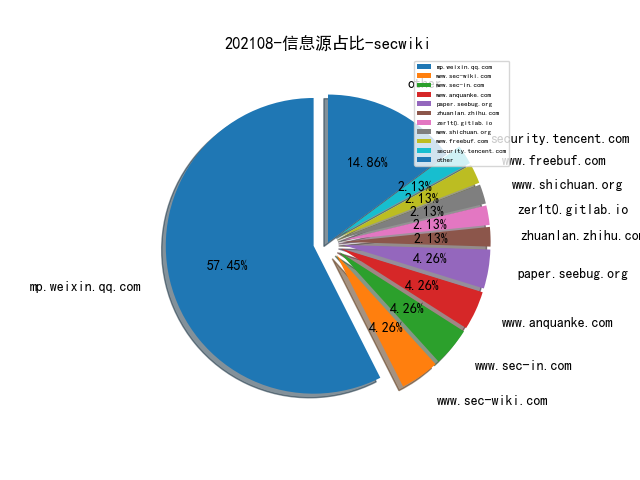 202108-信息源占比-secwiki
mp.weixin.qq.com
www.sec-wiki.com
www.sec-in.com
www.anquanke.com
paper.seebug.org
zhuanlan.zhihu.com
zer1t0.gitlab.io
www.shichuan.org
www.freebuf.com
security.tencent.com
other
other
security.tencent.com
www.freebuf.com
www.shichuan.org
zer1t0.gitlab.io
zhuanlan.zhihu.com
paper.seebug.org
www.anquanke.com
www.sec-in.com
www.sec-wiki.com
mp.weixin.qq.com
14.86%
2.13%
2.13%
2.13%
2.13%
2.13%
4.26%
4.26%
4.26%
4.26%
57.45%